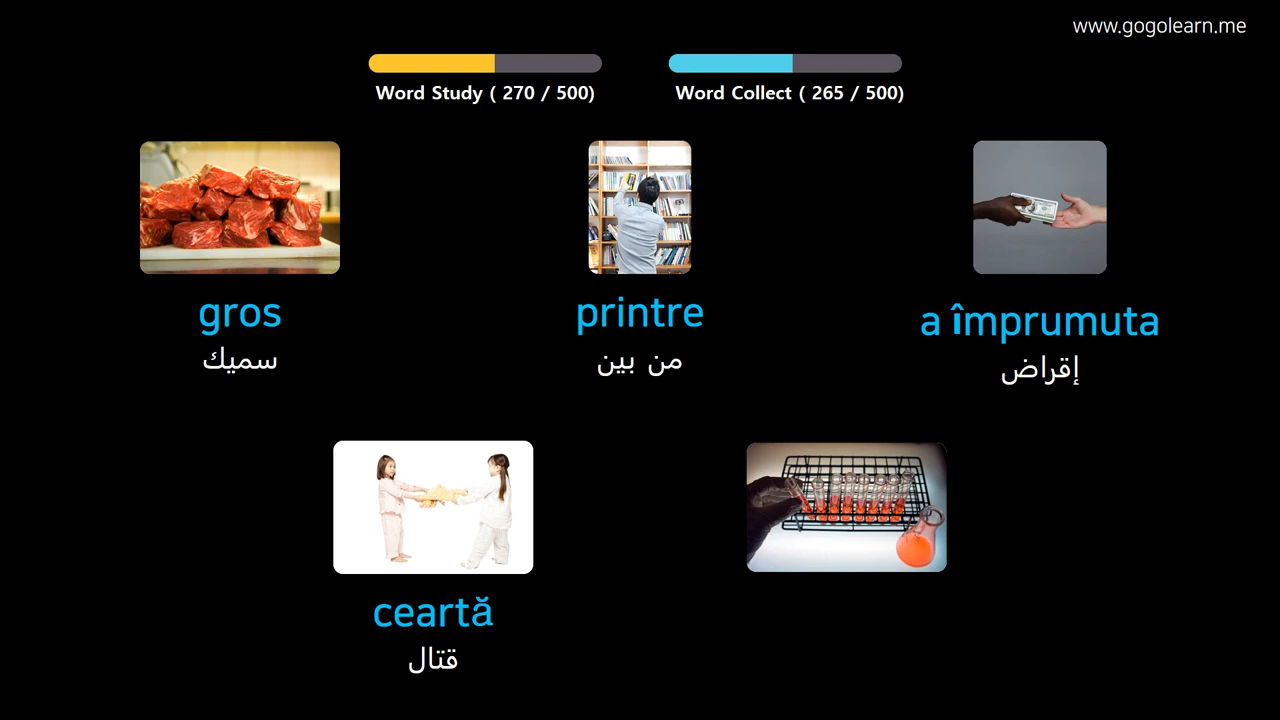 www.gogolearn.me
Word Study ( 270 / 500)
Word Collect ( 265 / 500)
gros
سميك
printre
من بين
a împrumuta
إقراض
ceartă
قتال